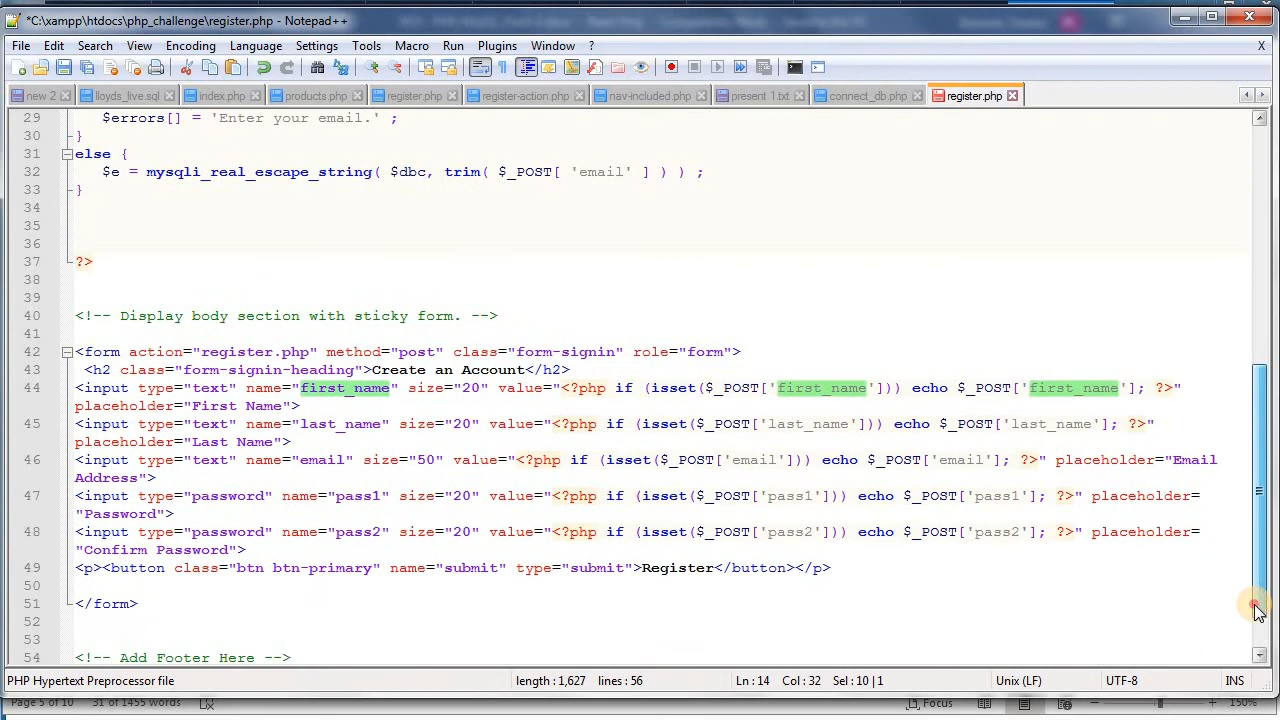 *C:\xampp\htdocs\php_challenge\register.php - Notepad++
File Edit Search View Encoding Language Settings Tools Macro Run Plugins Window ? X
new 2 lloyds_live.sql index.php products.php register.php register-action.php nav-included.php present 1.txt connect_db.php register.php
29 $errors[] = 'Enter your email.' ;
30 }
31 else {
32 $e = mysqli_real_escape_string( $dbc, trim( $_POST[ 'email' ] ) ) ;
33 }
34
35
36
37 ?>
38
39
40 <!-- Display body section with sticky form. -->
41
42 <form action="register.php" method="post" class="form-signin" role="form">
43 <h2 class="form-signin-heading">Create an Account</h2>
44 <input type="text" name="first_name" size="20" value="<?php if (isset($_POST['first_name'])) echo $_POST['first_name']; ?>"
placeholder="First Name">
45 <input type="text" name="last_name" size="20" value="<?php if (isset($_POST['last_name'])) echo $_POST['last_name']; ?>"
placeholder="Last Name">
46 <input type="text" name="email" size="50" value="<?php if (isset($_POST['email'])) echo $_POST['email']; ?>" placeholder="Email
Address">
47 <input type="password" name="pass1" size="20" value="<?php if (isset($_POST['pass1'])) echo $_POST['pass1']; ?>" placeholder=
"Password">
48 <input type="password" name="pass2" size="20" value="<?php if (isset($_POST['pass2'])) echo $_POST['pass2']; ?>" placeholder=
"Confirm Password">
49 <p><button class="btn btn-primary" name="submit" type="submit">Register</button></p>
50
51 </form>
52
53
54 <!-- Add Footer Here -->
PHP Hypertext Preprocessor file length : 1,627 lines : 56 Ln : 14 Col : 32 Sel : 10 | 1 Unix (LF) UTF-8 INS
Page 5 of 10 31 of 1455 words Focus 150%